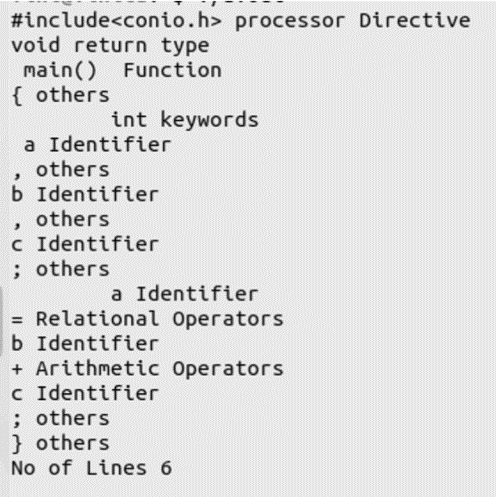 #include<conio.h> processor Directive
void return type
main() Function
{ others
int keywords
a Identifier
, others
b Identifier
, others
c Identifier
; others
a Identifier
= Relational Operators
b Identifier
+ Arithmetic Operators
c Identifier
; others
} others
No of Lines 6